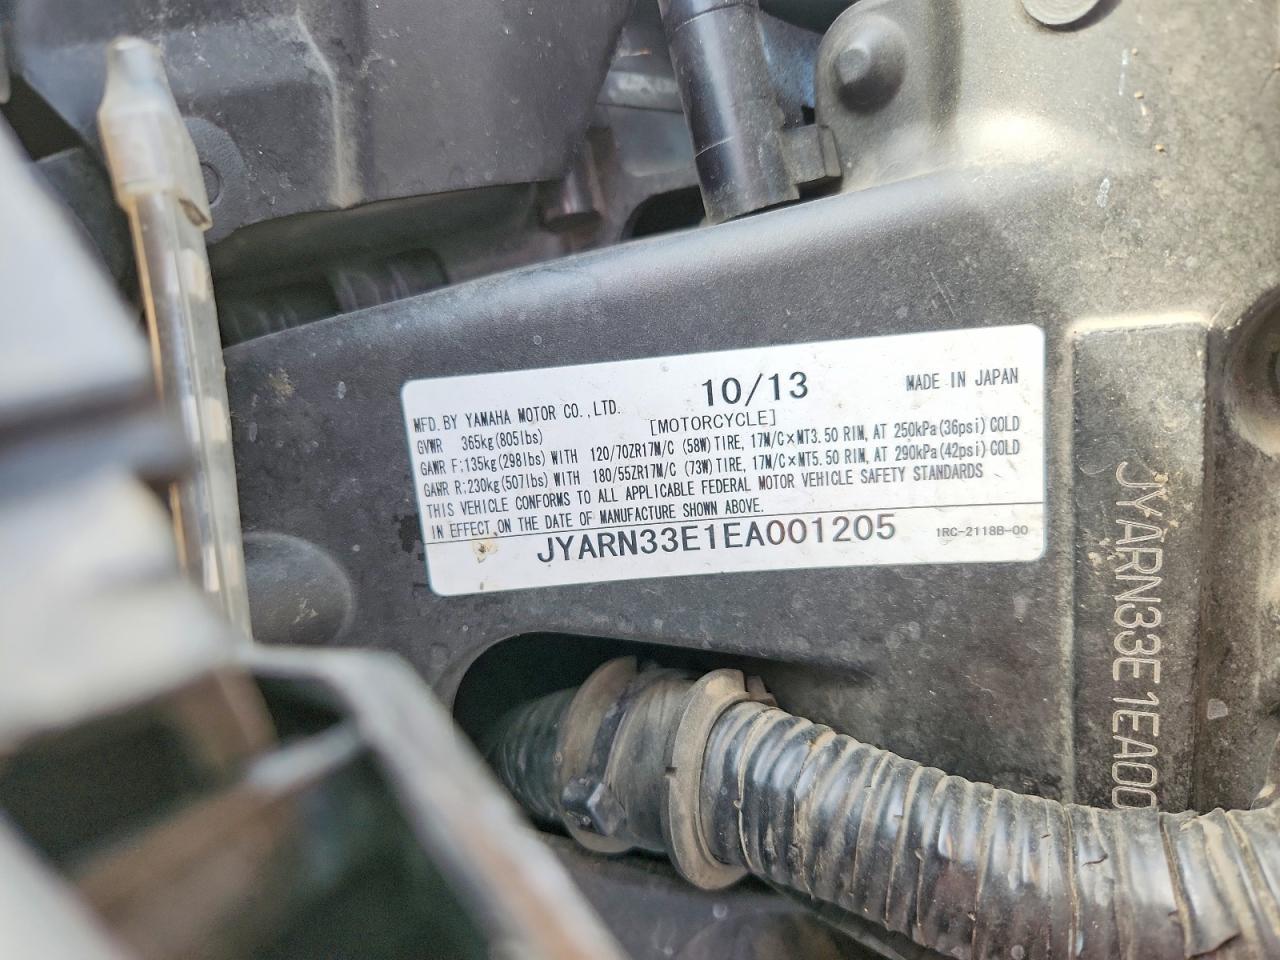 10/13
MADE IN JAPAN
MFD. BY YAMAHA MOTOR CO., LTD.
[MOTORCYCLE]
GVWR 365kg(805lbs)
GAWR F:135kg(298lbs) WITH 120/70ZR17M/C (58W) TIRE, 17M/C×MT3.50 RIM, AT 250kPa(36psi) COLD
GAWR R:230kg(507lbs) WITH 180/55ZR17M/C (73W) TIRE, 17M/C×MT5.50 RIM, AT 290kPa(42psi) COLD
THIS VEHICLE CONFORMS TO ALL APPLICABLE FEDERAL MOTOR VEHICLE SAFETY STANDARDS
IN EFFECT ON THE DATE OF MANUFACTURE SHOWN ABOVE.
JYARN33E1EA001205
1RC-2118B-00
JYARN33E1EA00